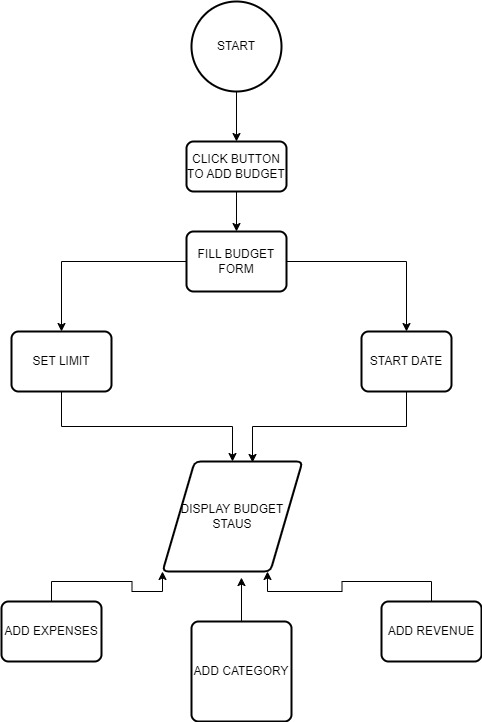 START
CLICK BUTTON
TO ADD BUDGET
FILL BUDGET
FORM
SET LIMIT
START DATE
DISPLAY BUDGET
STAUS
ADD EXPENSES
ADD CATEGORY
ADD REVENUE